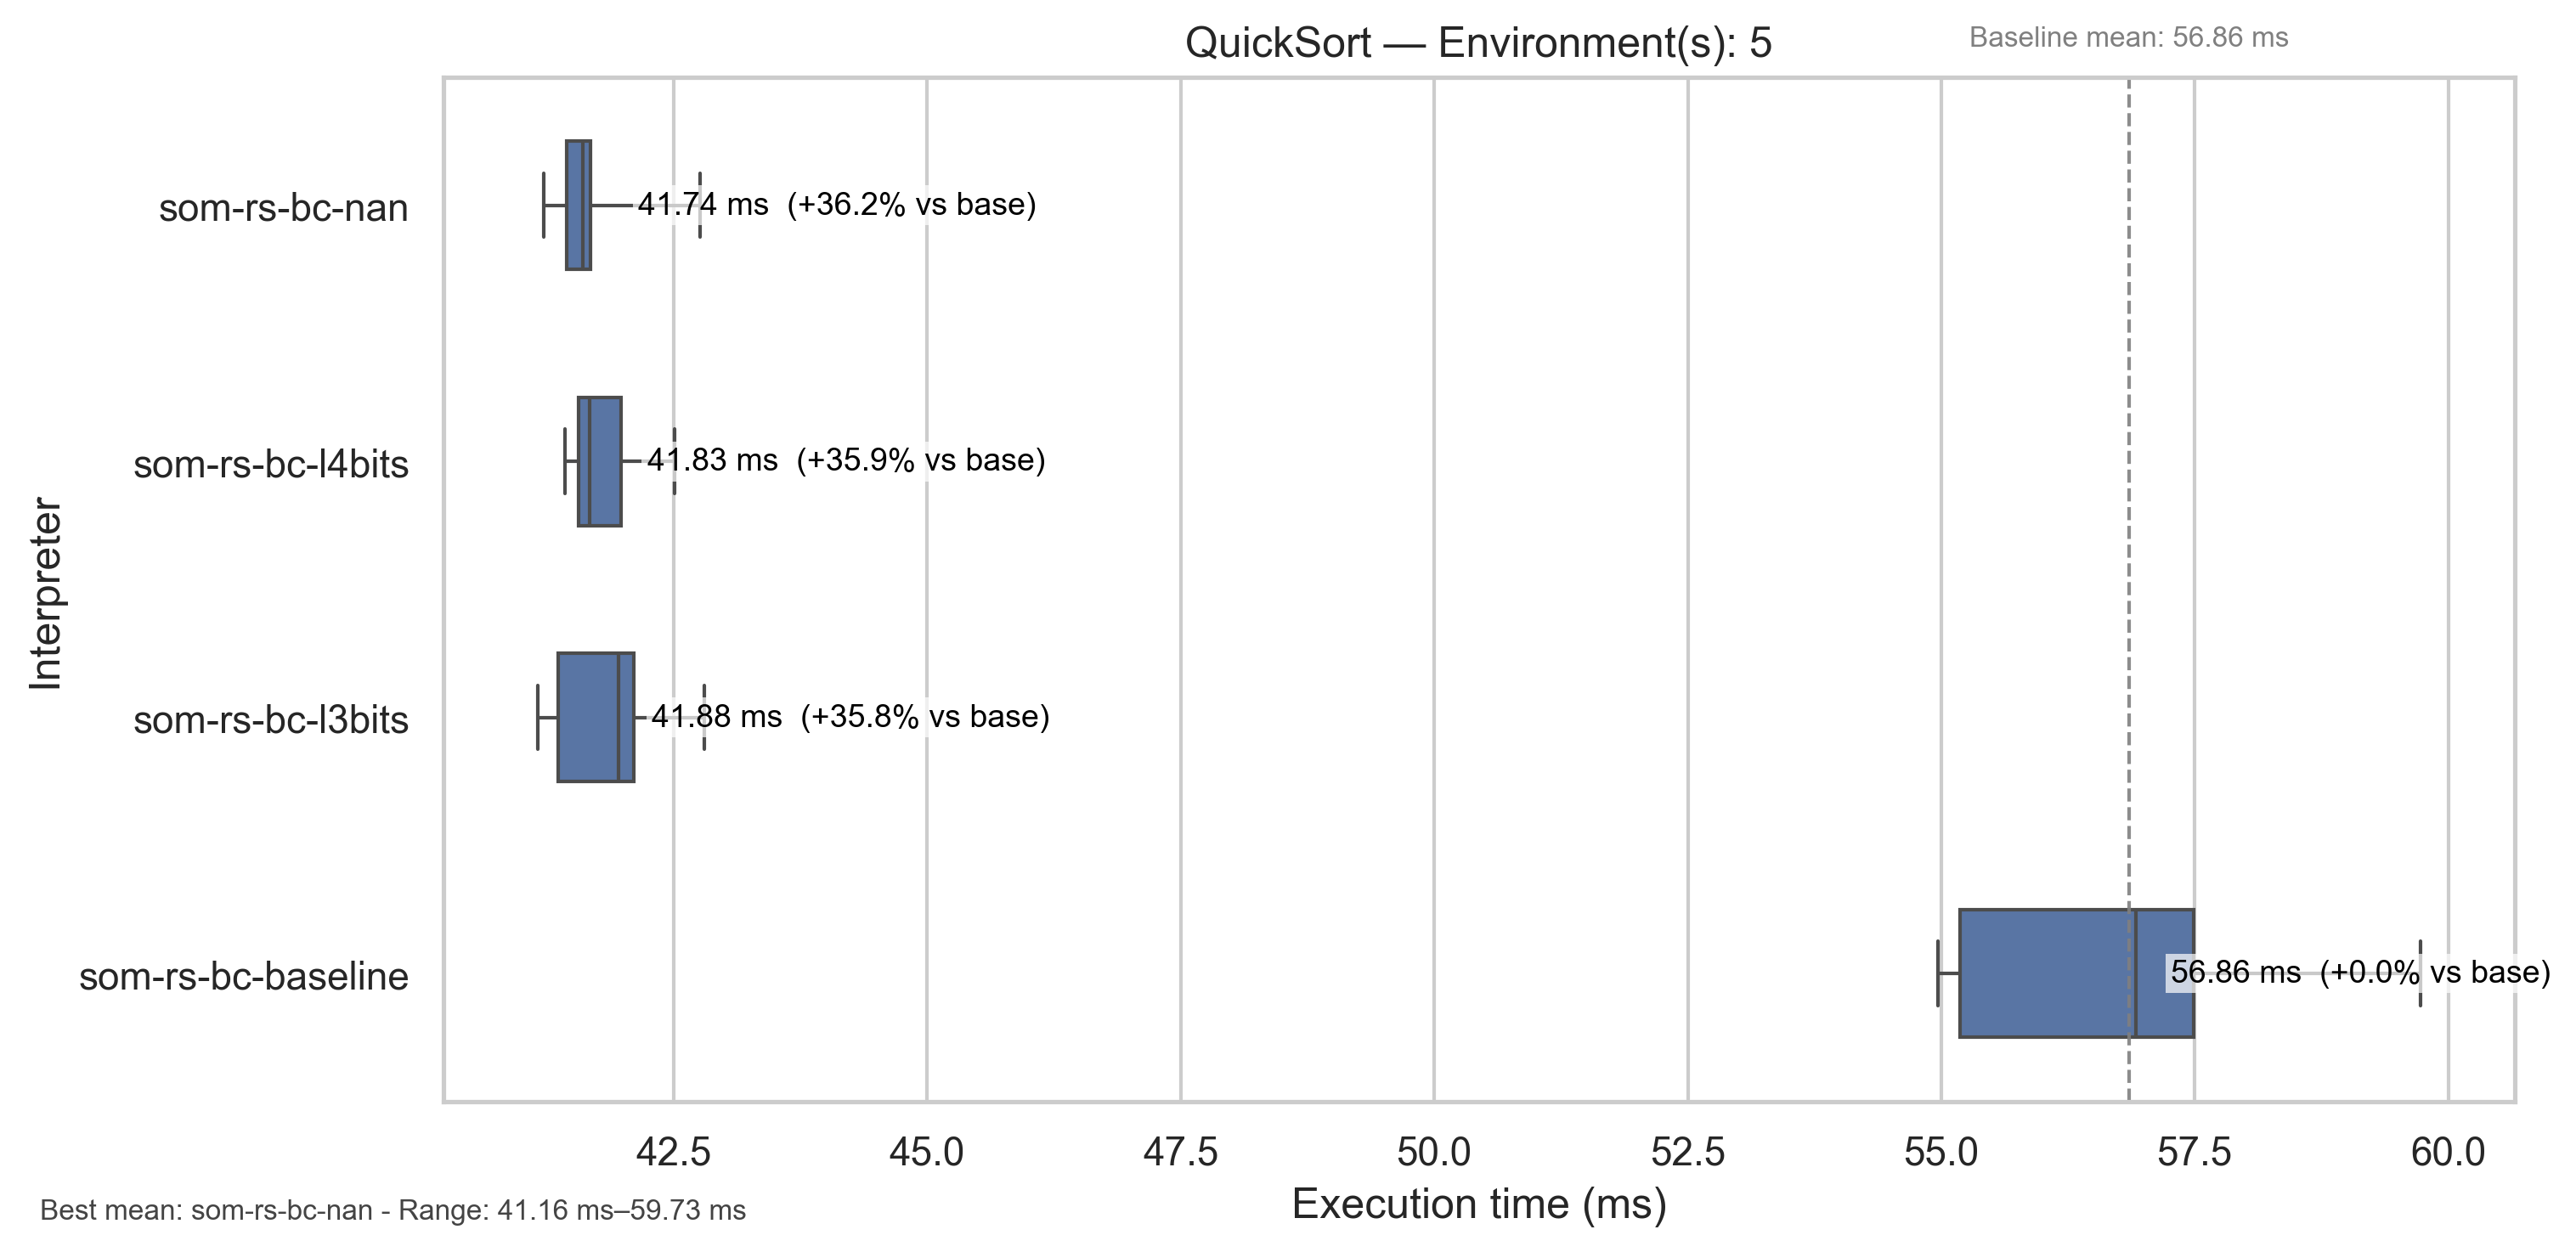 QuickSort — Environment(s): 5
Baseline mean: 56.86 ms
Interpreter
som-rs-bc-nan
41.74 ms  (+36.2% vs base)
som-rs-bc-l4bits
41.83 ms  (+35.9% vs base)
som-rs-bc-l3bits
41.88 ms  (+35.8% vs base)
som-rs-bc-baseline
56.86 ms  (+0.0% vs base)
42.5 45.0 47.5 50.0 52.5 55.0 57.5 60.0
Execution time (ms)
Best mean: som-rs-bc-nan - Range: 41.16 ms–59.73 ms